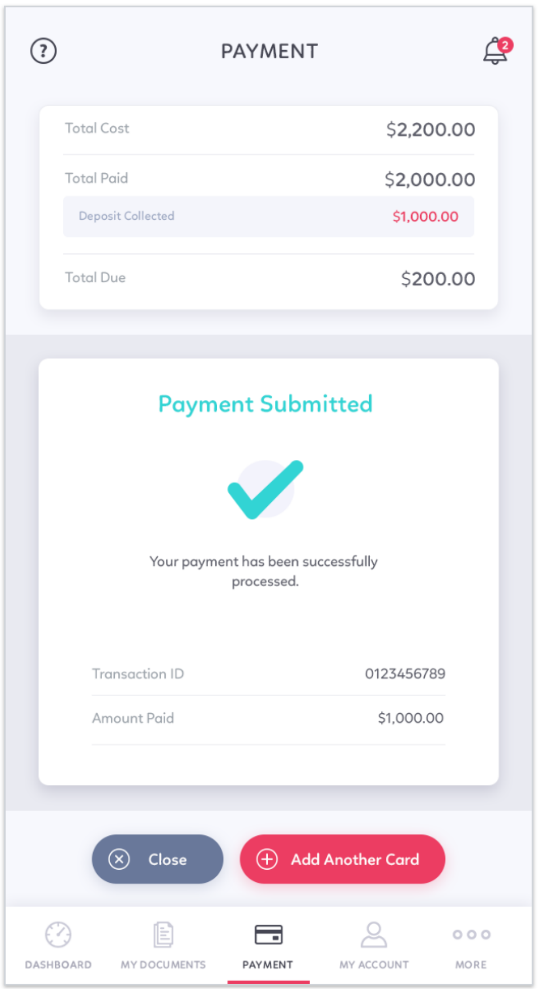 ?
PAYMENT
2
Total Cost $2,200.00
Total Paid $2,000.00
Deposit Collected $1,000.00
Total Due $200.00
Payment Submitted
Your payment has been successfully
processed.
Transaction ID 0123456789
Amount Paid $1,000.00
Close Add Another Card
DASHBOARD MY DOCUMENTS PAYMENT MY ACCOUNT MORE